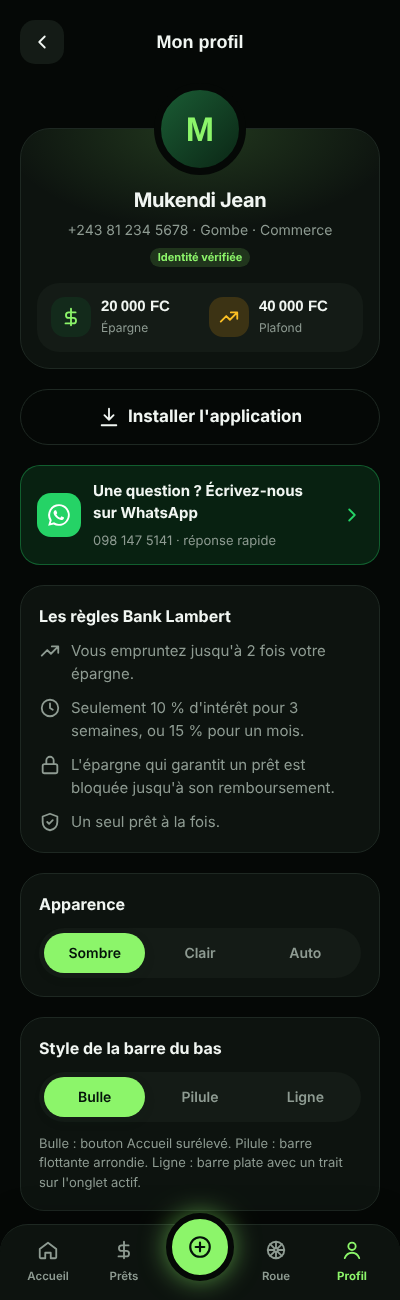 Mon profil
M
Mukendi Jean
+243 81 234 5678 · Gombe · Commerce
Identité vérifiée
20 000 FC
Épargne
40 000 FC
Plafond
Installer l'application
Une question ? Écrivez-nous
sur WhatsApp
098 147 5141 · réponse rapide
Les règles Bank Lambert
Vous empruntez jusqu'à 2 fois votre
épargne.
Seulement 10 % d'intérêt pour 3
semaines, ou 15 % pour un mois.
L'épargne qui garantit un prêt est
bloquée jusqu'à son remboursement.
Un seul prêt à la fois.
Apparence
Sombre Clair Auto
Style de la barre du bas
Bulle Pilule Ligne
Bulle : bouton Accueil surélevé. Pilule : barre
flottante arrondie. Ligne : barre plate avec un trait
sur l'onglet actif.
Accueil Prêts Roue Profil